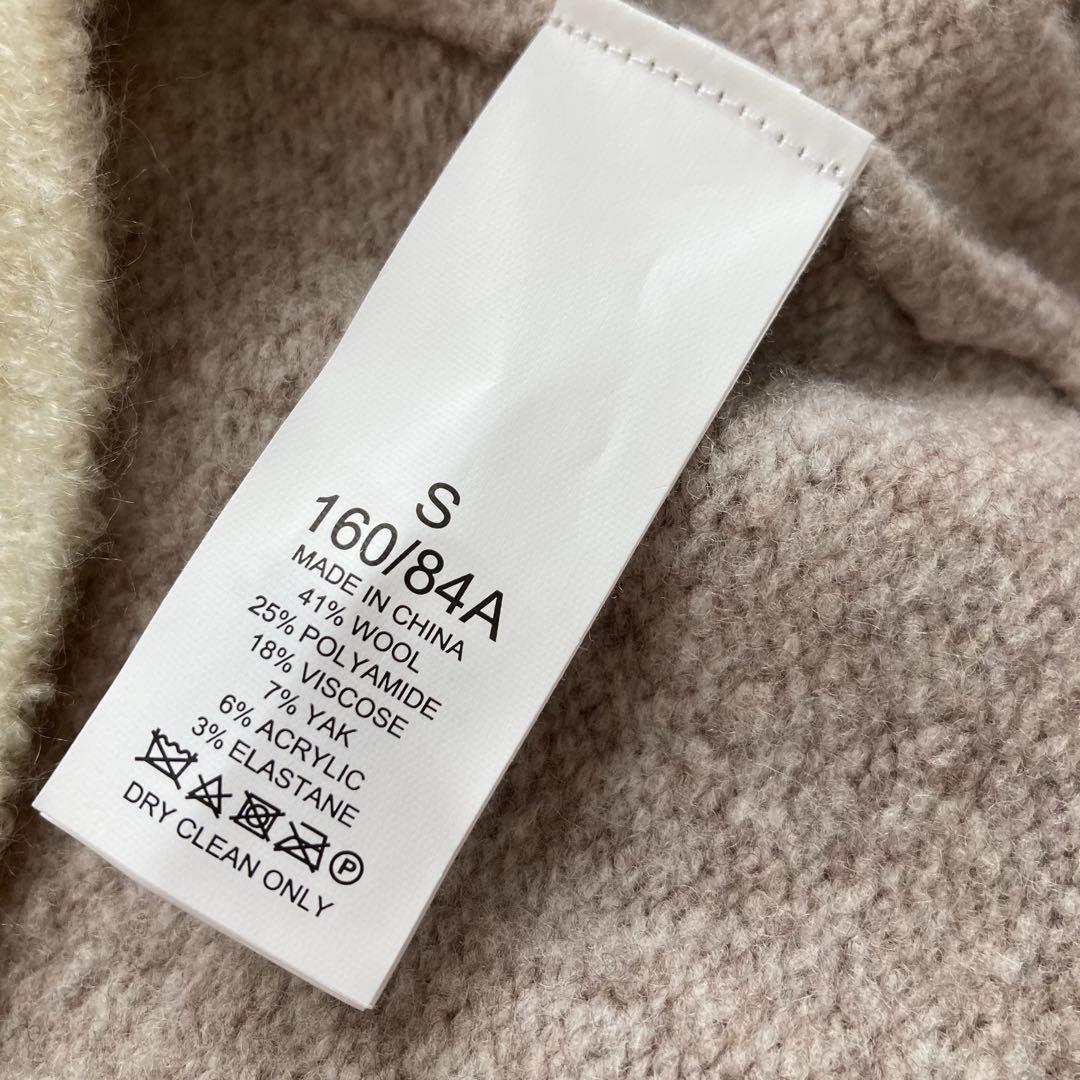 S
160/84A
MADE IN CHINA
41% WOOL
25% POLYAMIDE
18% VISCOSE
7% YAK
6% ACRYLIC
3% ELASTANE
P
DRY CLEAN ONLY